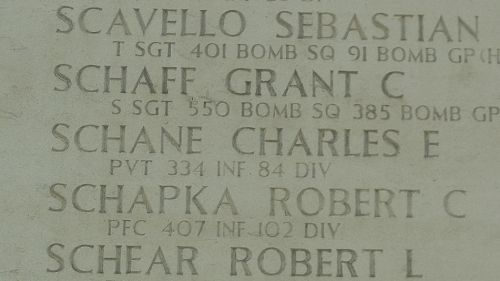 SCAVELLO SEBASTIAN
T SGT 401 BOMB SQ 91 BOMB GP (H
SCHAFF GRANT C
S SGT 550 BOMB SQ 385 BOMB GP
SCHANE CHARLES E
PVT 334 INF 84 DIV
SCHAPKA ROBERT C
PFC 407 INF 102 DIV
SCHEAR ROBERT L